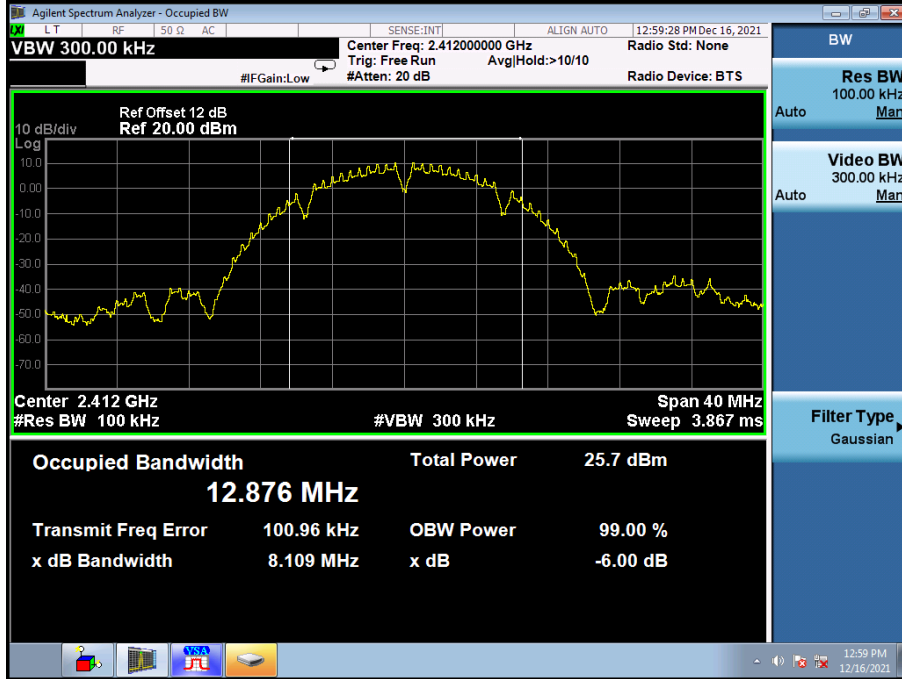 Agilent Spectrum Analyzer - Occupied BW
LXI L T RF 50 Ω AC SENSE:INT ALIGN AUTO 12:59:28 PM Dec 16, 2021
VBW 300.00 kHz
Center Freq: 2.412000000 GHz
Radio Std: None
Trig: Free Run Avg|Hold:>10/10
#IFGain:Low
#Atten: 20 dB
Radio Device: BTS
BW
Res BW
100.00 kHz
Auto Man
Video BW
300.00 kHz
Auto Man
Filter Type
Gaussian
Ref Offset 12 dB
10 dB/div Ref 20.00 dBm
Log
10.0
0.00
-10.0
-20.0
-30.0
-40.0
-50.0
-60.0
-70.0
Center 2.412 GHz Span 40 MHz
#Res BW 100 kHz #VBW 300 kHz Sweep 3.867 ms
Occupied Bandwidth Total Power 25.7 dBm
12.876 MHz
Transmit Freq Error 100.96 kHz OBW Power 99.00 %
x dB Bandwidth 8.109 MHz x dB -6.00 dB
VSA
12:59 PM
12/16/2021